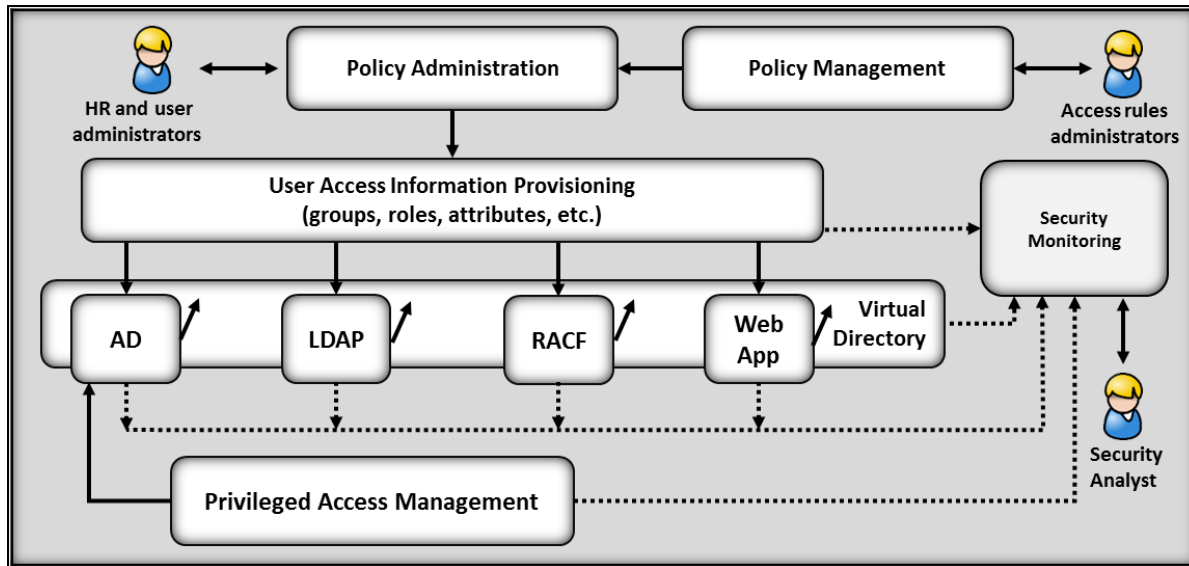 Policy Administration
Policy Management
HR and user
administrators
Access rules
administrators
User Access Information Provisioning
(groups, roles, attributes, etc.)
Security
Monitoring
AD
LDAP
RACF
Web
App
Virtual
Directory
Privileged Access Management
Security
Analyst